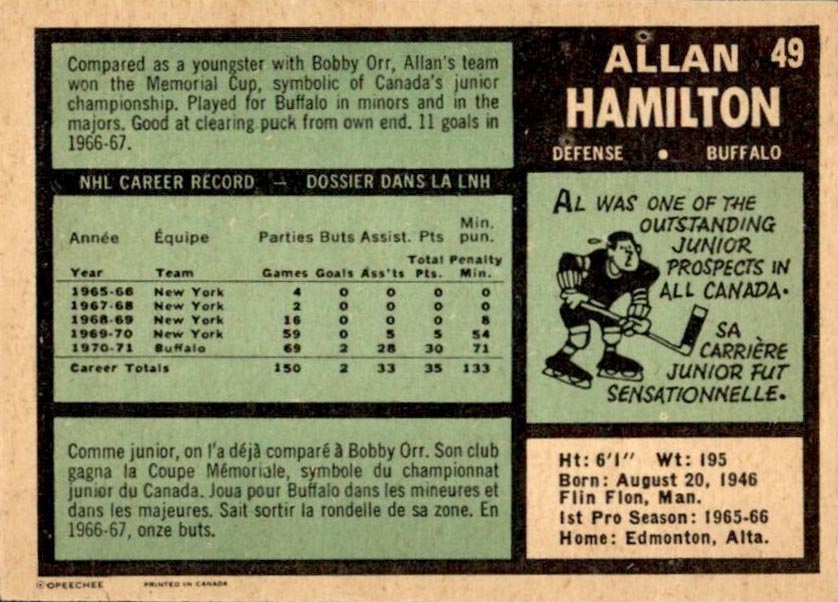 Compared as a youngster with Bobby Orr, Allan's team
won the Memorial Cup, symbolic of Canada's junior
championship. Played for Buffalo in minors and in the
majors. Good at clearing puck from own end. 11 goals in
1966-67.
ALLAN 49
HAMILTON
DEFENSE • BUFFALO
NHL CAREER RECORD — DOSSIER DANS LA LNH
Année Équipe Parties Buts Assist. Pts Min. pun.
Year Team Games Goals Ass'ts Total Pts. Penalty Min.
1965-66 New York 4 0 0 0 0
1967-68 New York 2 0 0 0 0
1968-69 New York 16 0 0 0 8
1969-70 New York 59 0 5 5 54
1970-71 Buffalo 69 2 28 30 71
Career Totals 150 2 33 35 133
AL WAS ONE OF THE
OUTSTANDING
JUNIOR
PROSPECTS IN
ALL CANADA.
SA
CARRIÈRE
JUNIOR FUT
SENSATIONNELLE.
Comme junior, on l'a déjà comparé à Bobby Orr. Son club
gagna la Coupe Mémoriale, symbole du championnat
junior du Canada. Joua pour Buffalo dans les mineures et
dans les majeures. Sait sortir la rondelle de sa zone. En
1966-67, onze buts.
Ht: 6'1" Wt: 195
Born: August 20, 1946
Flin Flon, Man.
1st Pro Season: 1965-66
Home: Edmonton, Alta.
© OPEECHEE PRINTED IN CANADA